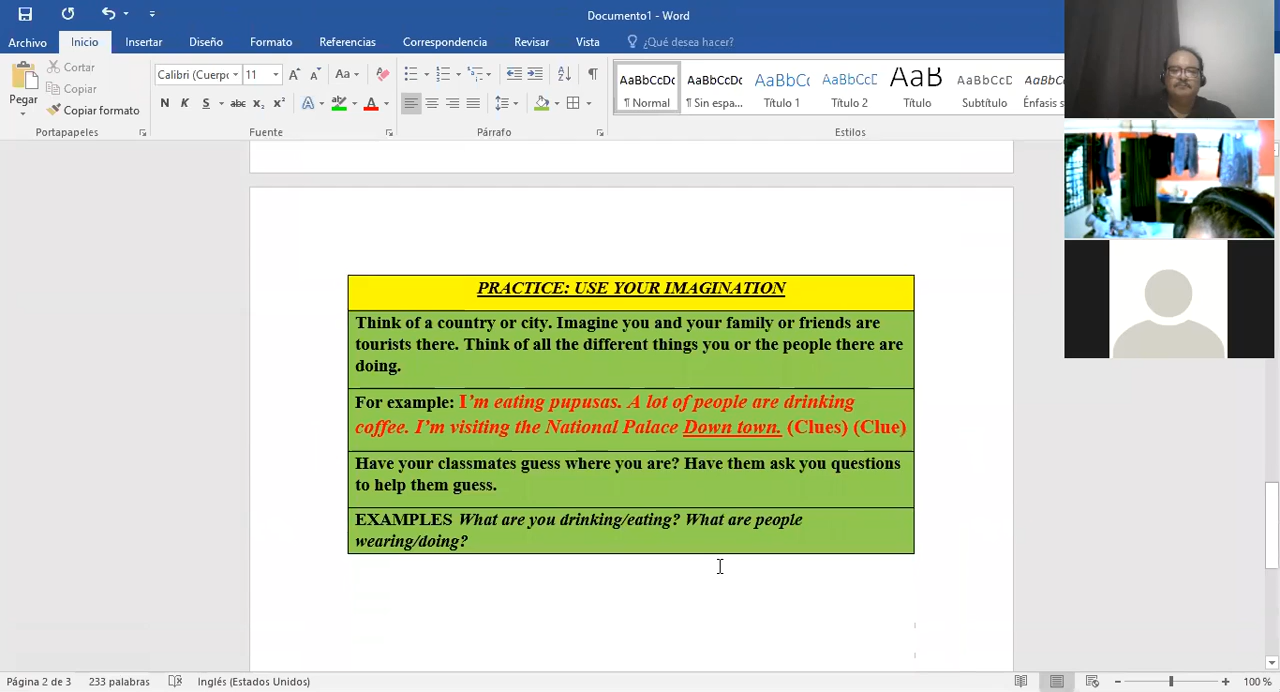 Documento1 - Word
Archivo Inicio Insertar Diseño Formato Referencias Correspondencia Revisar Vista ¿Qué desea hacer?
Cortar
Copiar
Copiar formato
Pegar
Portapapeles
Calibri (Cuerpo 11 Aa
N K S abc x₂ x² A A
Fuente
Párrafo
AaBbCcDc AaBbCcDc AaBbCc AaBbCcD AaB AaBbCcD AaBbCc
¶ Normal ¶ Sin espa... Título 1 Título 2 Título Subtítulo Énfasis s
Estilos
PRACTICE: USE YOUR IMAGINATION
Think of a country or city. Imagine you and your family or friends are
tourists there. Think of all the different things you or the people there are
doing.
For example: I'm eating pupusas. A lot of people are drinking
coffee. I'm visiting the National Palace Down town. (Clues) (Clue)
Have your classmates guess where you are? Have them ask you questions
to help them guess.
EXAMPLES What are you drinking/eating? What are people
wearing/doing?
Página 2 de 3 233 palabras Inglés (Estados Unidos) 100 %